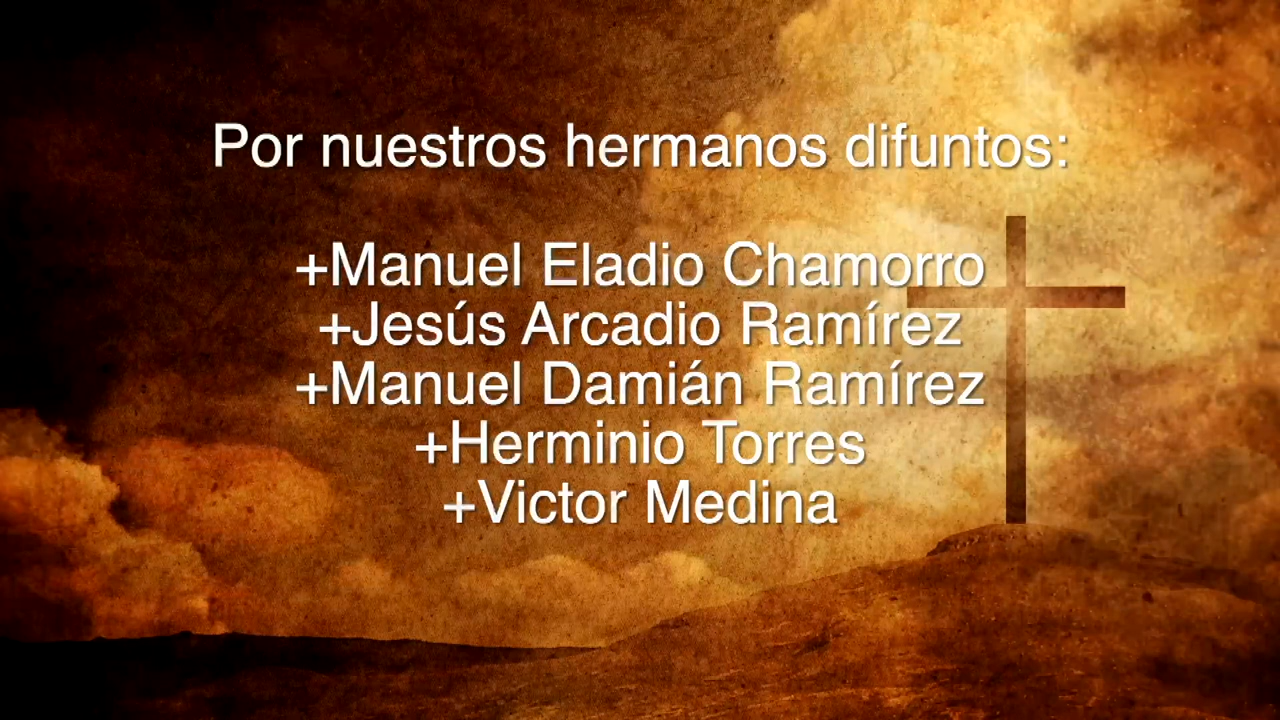 Por nuestros hermanos difuntos:
+Manuel Eladio Chamorro
+Jesús Arcadio Ramírez
+Manuel Damián Ramírez
+Herminio Torres
+Victor Medina